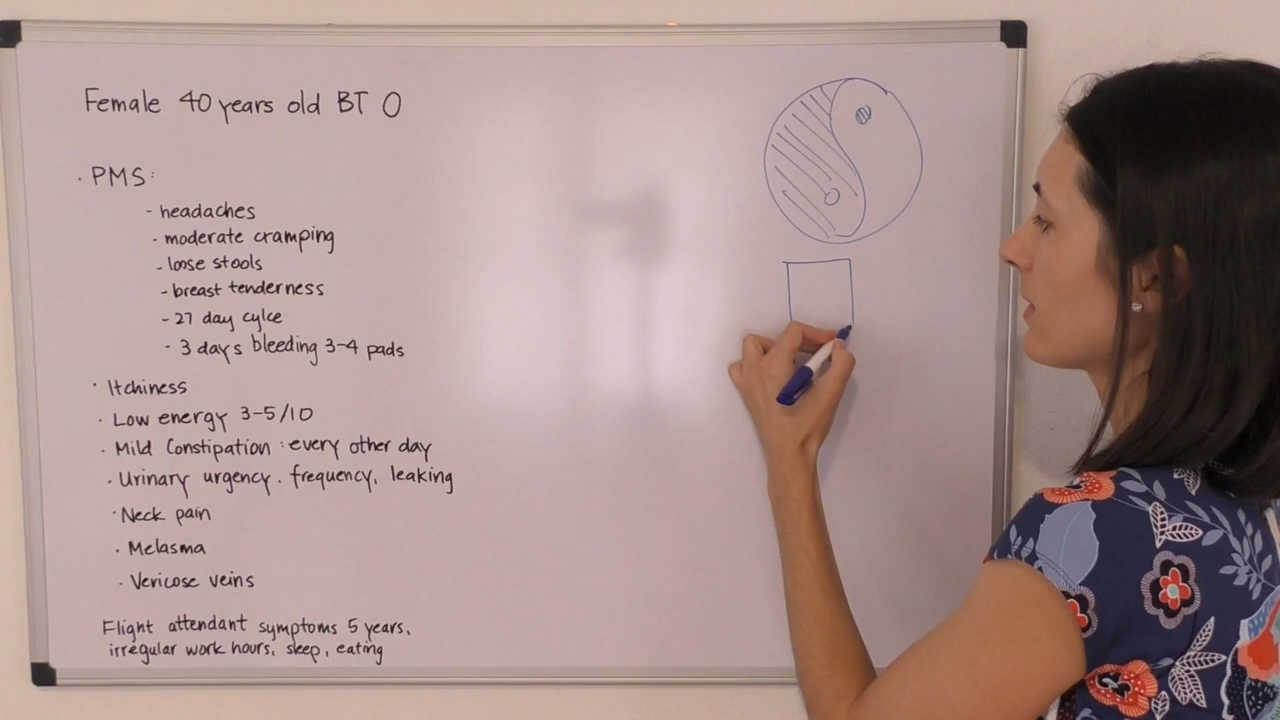 Female 40 years old BT O
· PMS:
- headaches
- moderate cramping
- loose stools
- breast tenderness
- 27 day cylce
- 3 days bleeding 3-4 pads
· Itchiness
· Low energy 3-5/10
· Mild Constipation : every other day
· Urinary urgency. frequency, leaking
· Neck pain
· Melasma
· Vericose veins
Flight attendant symptoms 5 years.
irregular work hours, sleep, eating